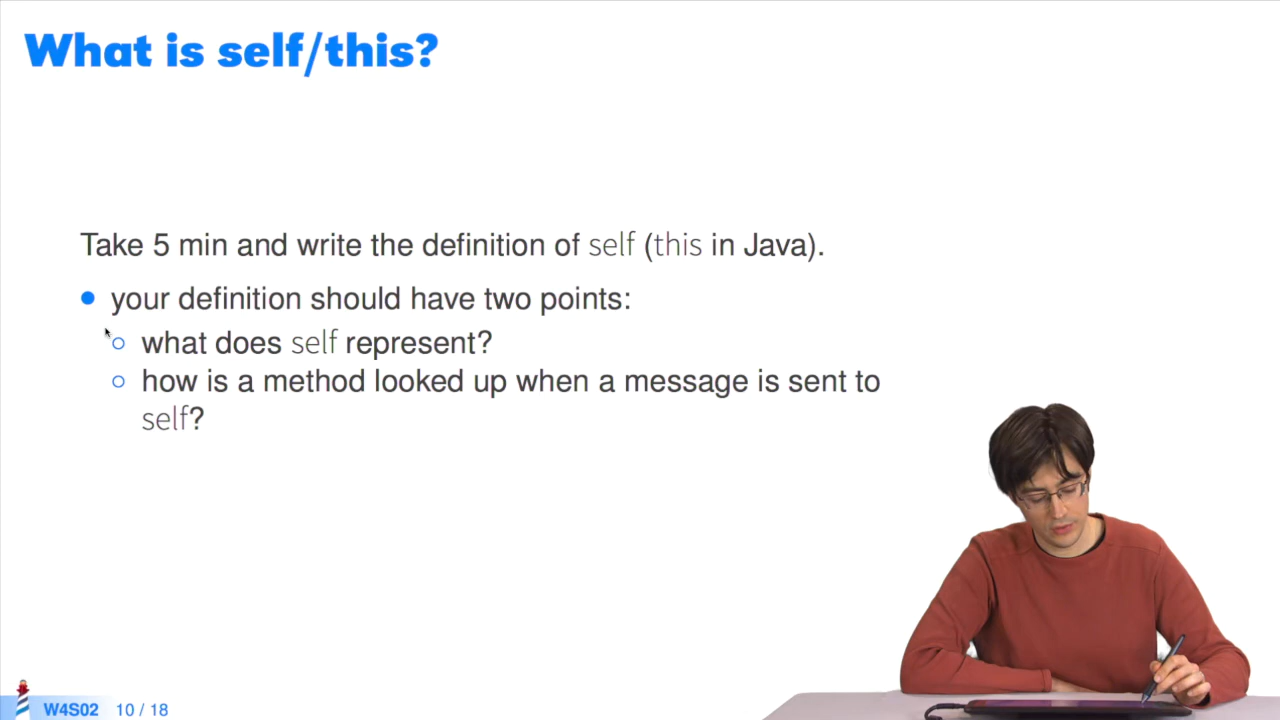 What is self/this?
Take 5 min and write the definition of self (this in Java).
your definition should have two points:
what does self represent?
how is a method looked up when a message is sent to
self?
W4S02 10 / 18